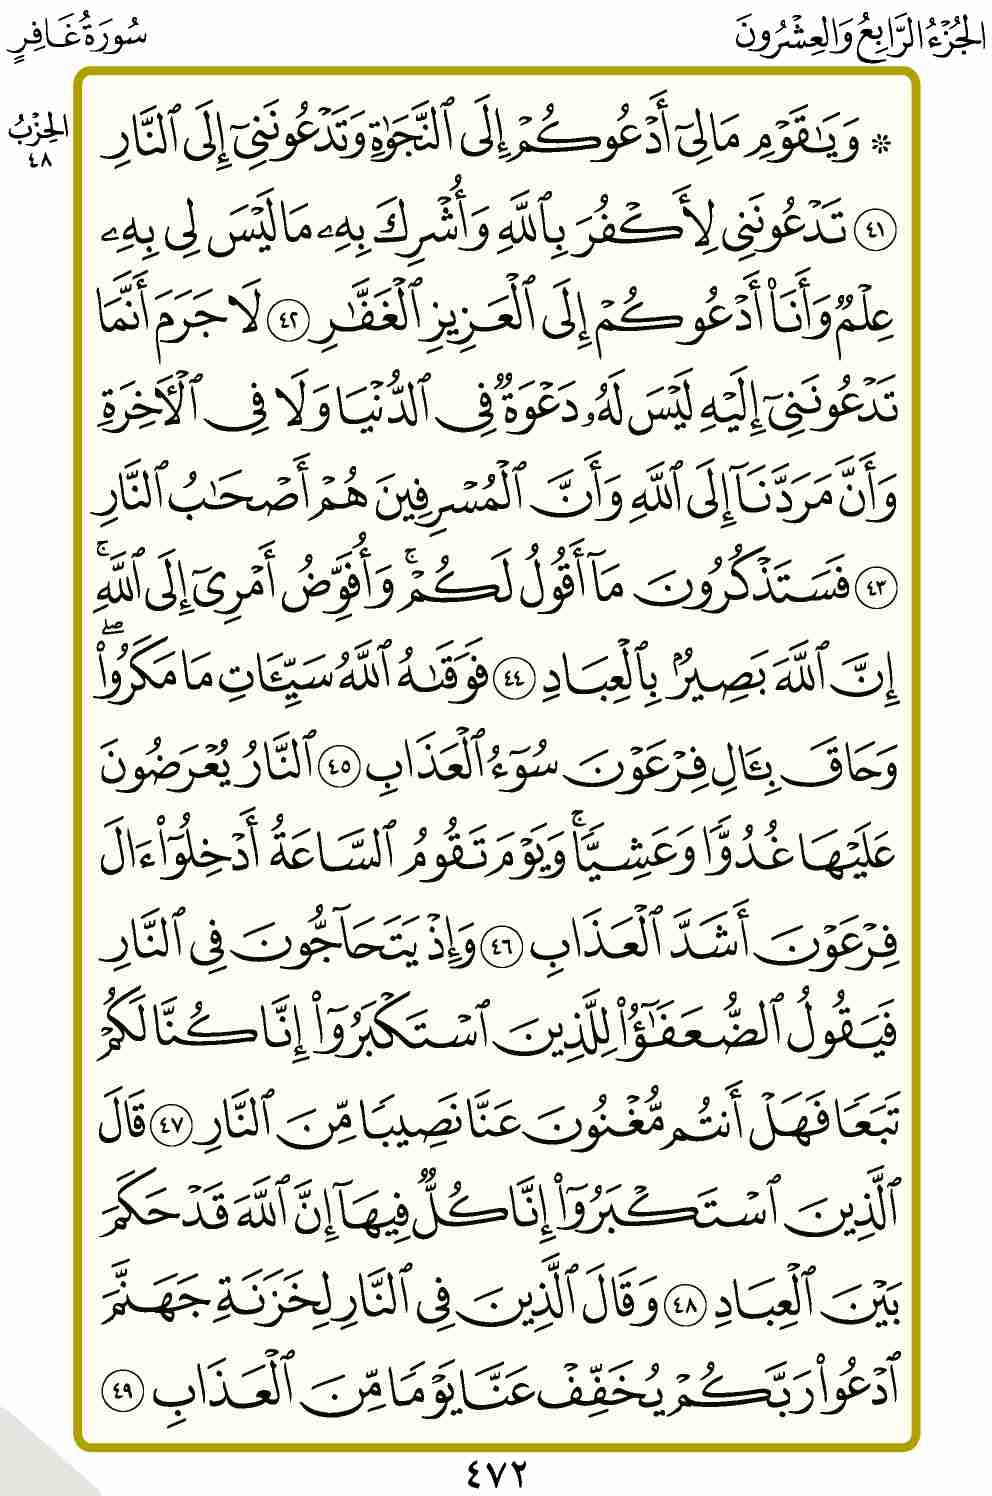 الجُزْءُ الرَّابِعُ وَالعِشْرُونَ
سُورَةُ غَافِرٍ
الحِزْبُ
٤٨
۞ وَيَٰقَوْمِ مَا لِيٓ أَدْعُوكُمْ إِلَى ٱلنَّجَوٰةِ وَتَدْعُونَنِيٓ إِلَى ٱلنَّارِ
٤١ تَدْعُونَنِي لِأَكْفُرَ بِٱللَّهِ وَأُشْرِكَ بِهِۦ مَا لَيْسَ لِي بِهِۦ
عِلْمٌ وَأَنَا۠ أَدْعُوكُمْ إِلَى ٱلْعَزِيزِ ٱلْغَفَّٰرِ ٤٢ لَا جَرَمَ أَنَّمَا
تَدْعُونَنِيٓ إِلَيْهِ لَيْسَ لَهُۥ دَعْوَةٌ فِي ٱلدُّنْيَا وَلَا فِي ٱلْأٓخِرَةِ
وَأَنَّ مَرَدَّنَآ إِلَى ٱللَّهِ وَأَنَّ ٱلْمُسْرِفِينَ هُمْ أَصْحَٰبُ ٱلنَّارِ
٤٣ فَسَتَذْكُرُونَ مَآ أَقُولُ لَكُمْۚ وَأُفَوِّضُ أَمْرِيٓ إِلَى ٱللَّهِۚ
إِنَّ ٱللَّهَ بَصِيرُۢ بِٱلْعِبَادِ ٤٤ فَوَقَىٰهُ ٱللَّهُ سَيِّـَٔاتِ مَا مَكَرُواْۖ
وَحَاقَ بِـَٔالِ فِرْعَوْنَ سُوٓءُ ٱلْعَذَابِ ٤٥ ٱلنَّارُ يُعْرَضُونَ
عَلَيْهَا غُدُوًّا وَعَشِيًّاۚ وَيَوْمَ تَقُومُ ٱلسَّاعَةُ أَدْخِلُوٓاْ ءَالَ
فِرْعَوْنَ أَشَدَّ ٱلْعَذَابِ ٤٦ وَإِذْ يَتَحَآجُّونَ فِي ٱلنَّارِ
فَيَقُولُ ٱلضُّعَفَٰٓؤُاْ لِلَّذِينَ ٱسْتَكْبَرُوٓاْ إِنَّا كُنَّا لَكُمْ
تَبَعًا فَهَلْ أَنتُم مُّغْنُونَ عَنَّا نَصِيبًا مِّنَ ٱلنَّارِ ٤٧ قَالَ
ٱلَّذِينَ ٱسْتَكْبَرُوٓاْ إِنَّا كُلٌّ فِيهَآ إِنَّ ٱللَّهَ قَدْ حَكَمَ
بَيْنَ ٱلْعِبَادِ ٤٨ وَقَالَ ٱلَّذِينَ فِي ٱلنَّارِ لِخَزَنَةِ جَهَنَّمَ
ٱدْعُواْ رَبَّكُمْ يُخَفِّفْ عَنَّا يَوْمًا مِّنَ ٱلْعَذَابِ ٤٩
٤٧٢